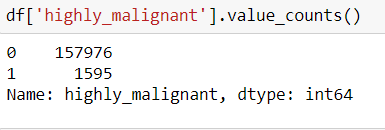 df['highly_malignant'].value_counts()
0    157976
1      1595
Name: highly_malignant, dtype: int64